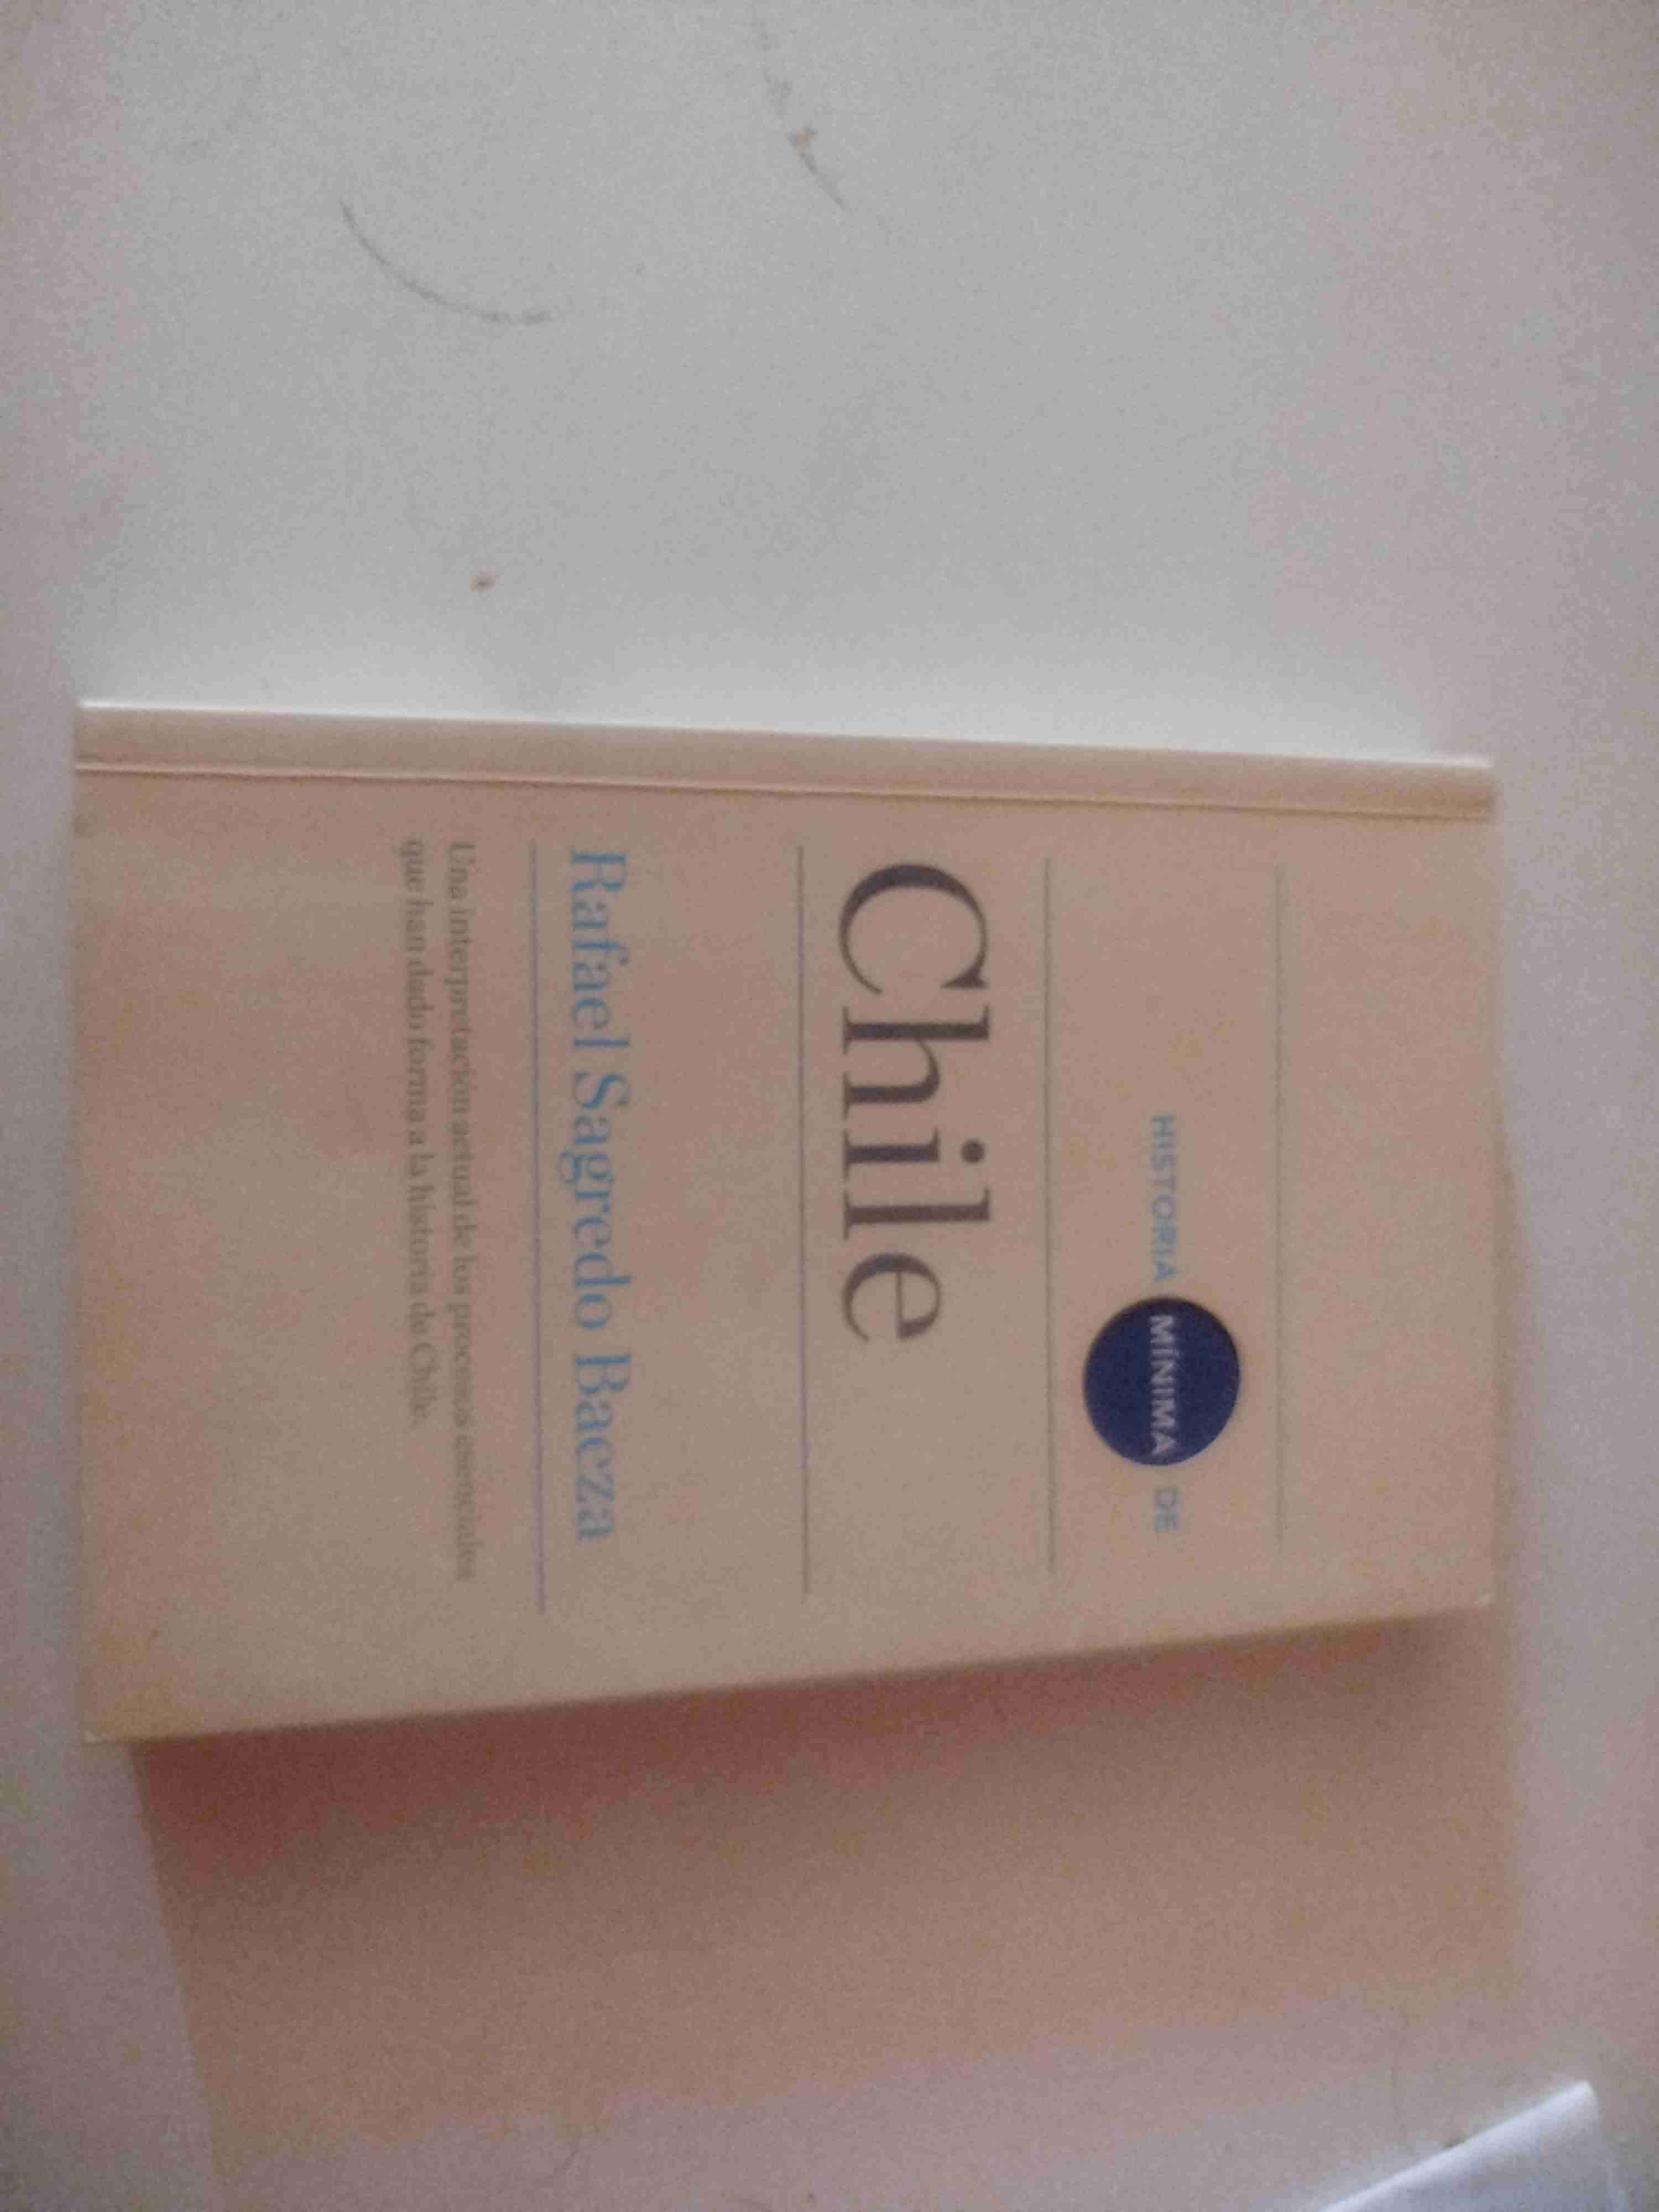 HISTORIA MÍNIMA DE
Chile
Rafael Sagredo Baeza
Una interpretación actual de los procesos esenciales
que han dado forma a la historia de Chile.